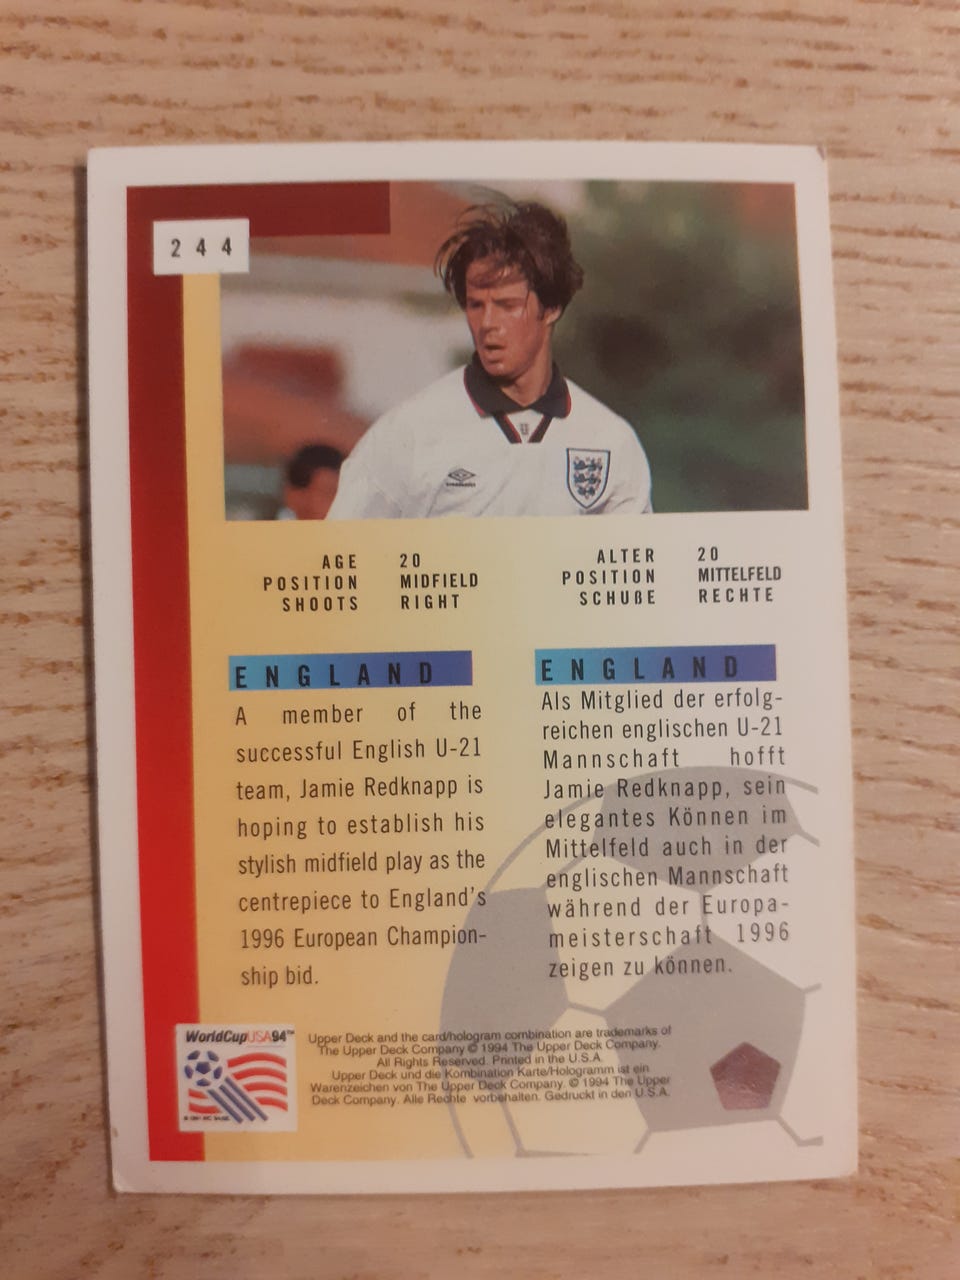 2 4 4
AGE 20
POSITION MIDFIELD
SHOOTS RIGHT
ALTER 20
POSITION MITTELFELD
SCHUßE RECHTE
ENGLAND
A member of the
successful English U-21
team, Jamie Redknapp is
hoping to establish his
stylish midfield play as the
centrepiece to England's
1996 European Champion-
ship bid.
ENGLAND
Als Mitglied der erfolg-
reichen englischen U-21
Mannschaft hofft
Jamie Redknapp, sein
elegantes Können im
Mittelfeld auch in der
englischen Mannschaft
während der Europa-
meisterschaft 1996
zeigen zu können.
WorldCupUSA94™
Upper Deck and the card/hologram combination are trademarks of
The Upper Deck Company © 1994 The Upper Deck Company.
All Rights Reserved. Printed in the U.S.A.
Upper Deck und die Kombination Karte/Hologramm ist ein
Warenzeichen von The Upper Deck Company. © 1994 The Upper
Deck Company. Alle Rechte vorbehalten. Gedruckt in den U.S.A.